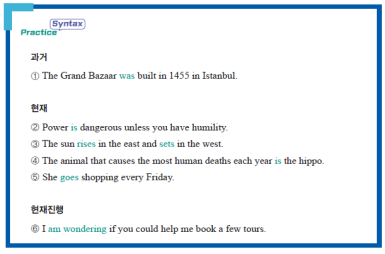 Syntax
Practice
과거
① The Grand Bazaar was built in 1455 in Istanbul.
현재
② Power is dangerous unless you have humility.
③ The sun rises in the east and sets in the west.
④ The animal that causes the most human deaths each year is the hippo.
⑤ She goes shopping every Friday.
현재진행
⑥ I am wondering if you could help me book a few tours.